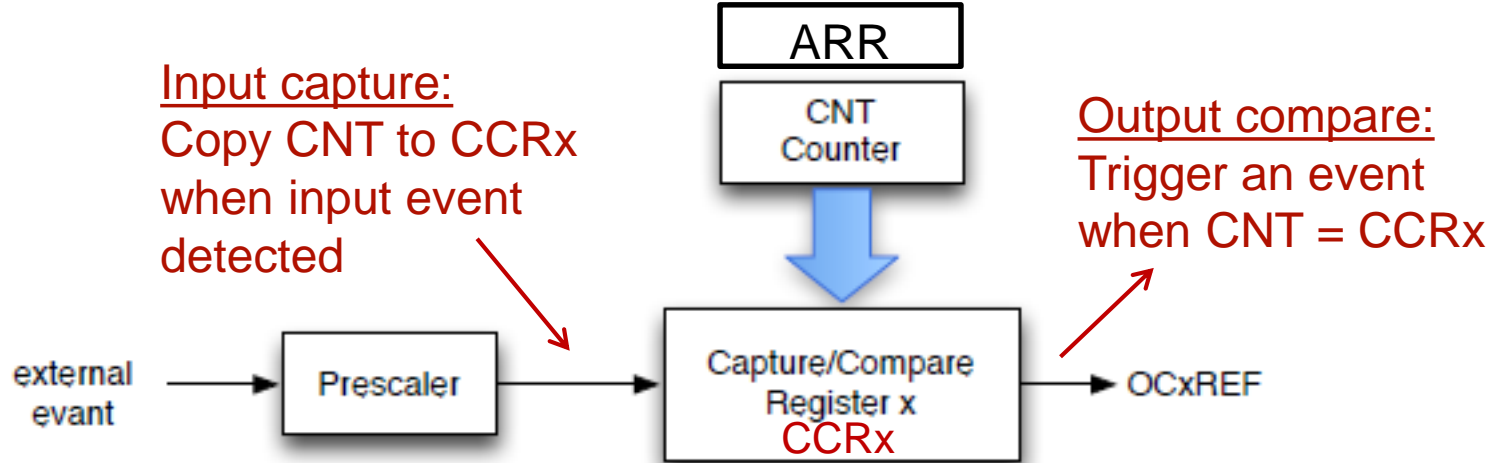 ARR
Input capture:
Copy CNT to CCRx
when input event
detected
CNT
Counter
Output compare:
Trigger an event
when CNT = CCRx
external
evant
Prescaler
Capture/Compare
Register x
CCRx
OCxREF